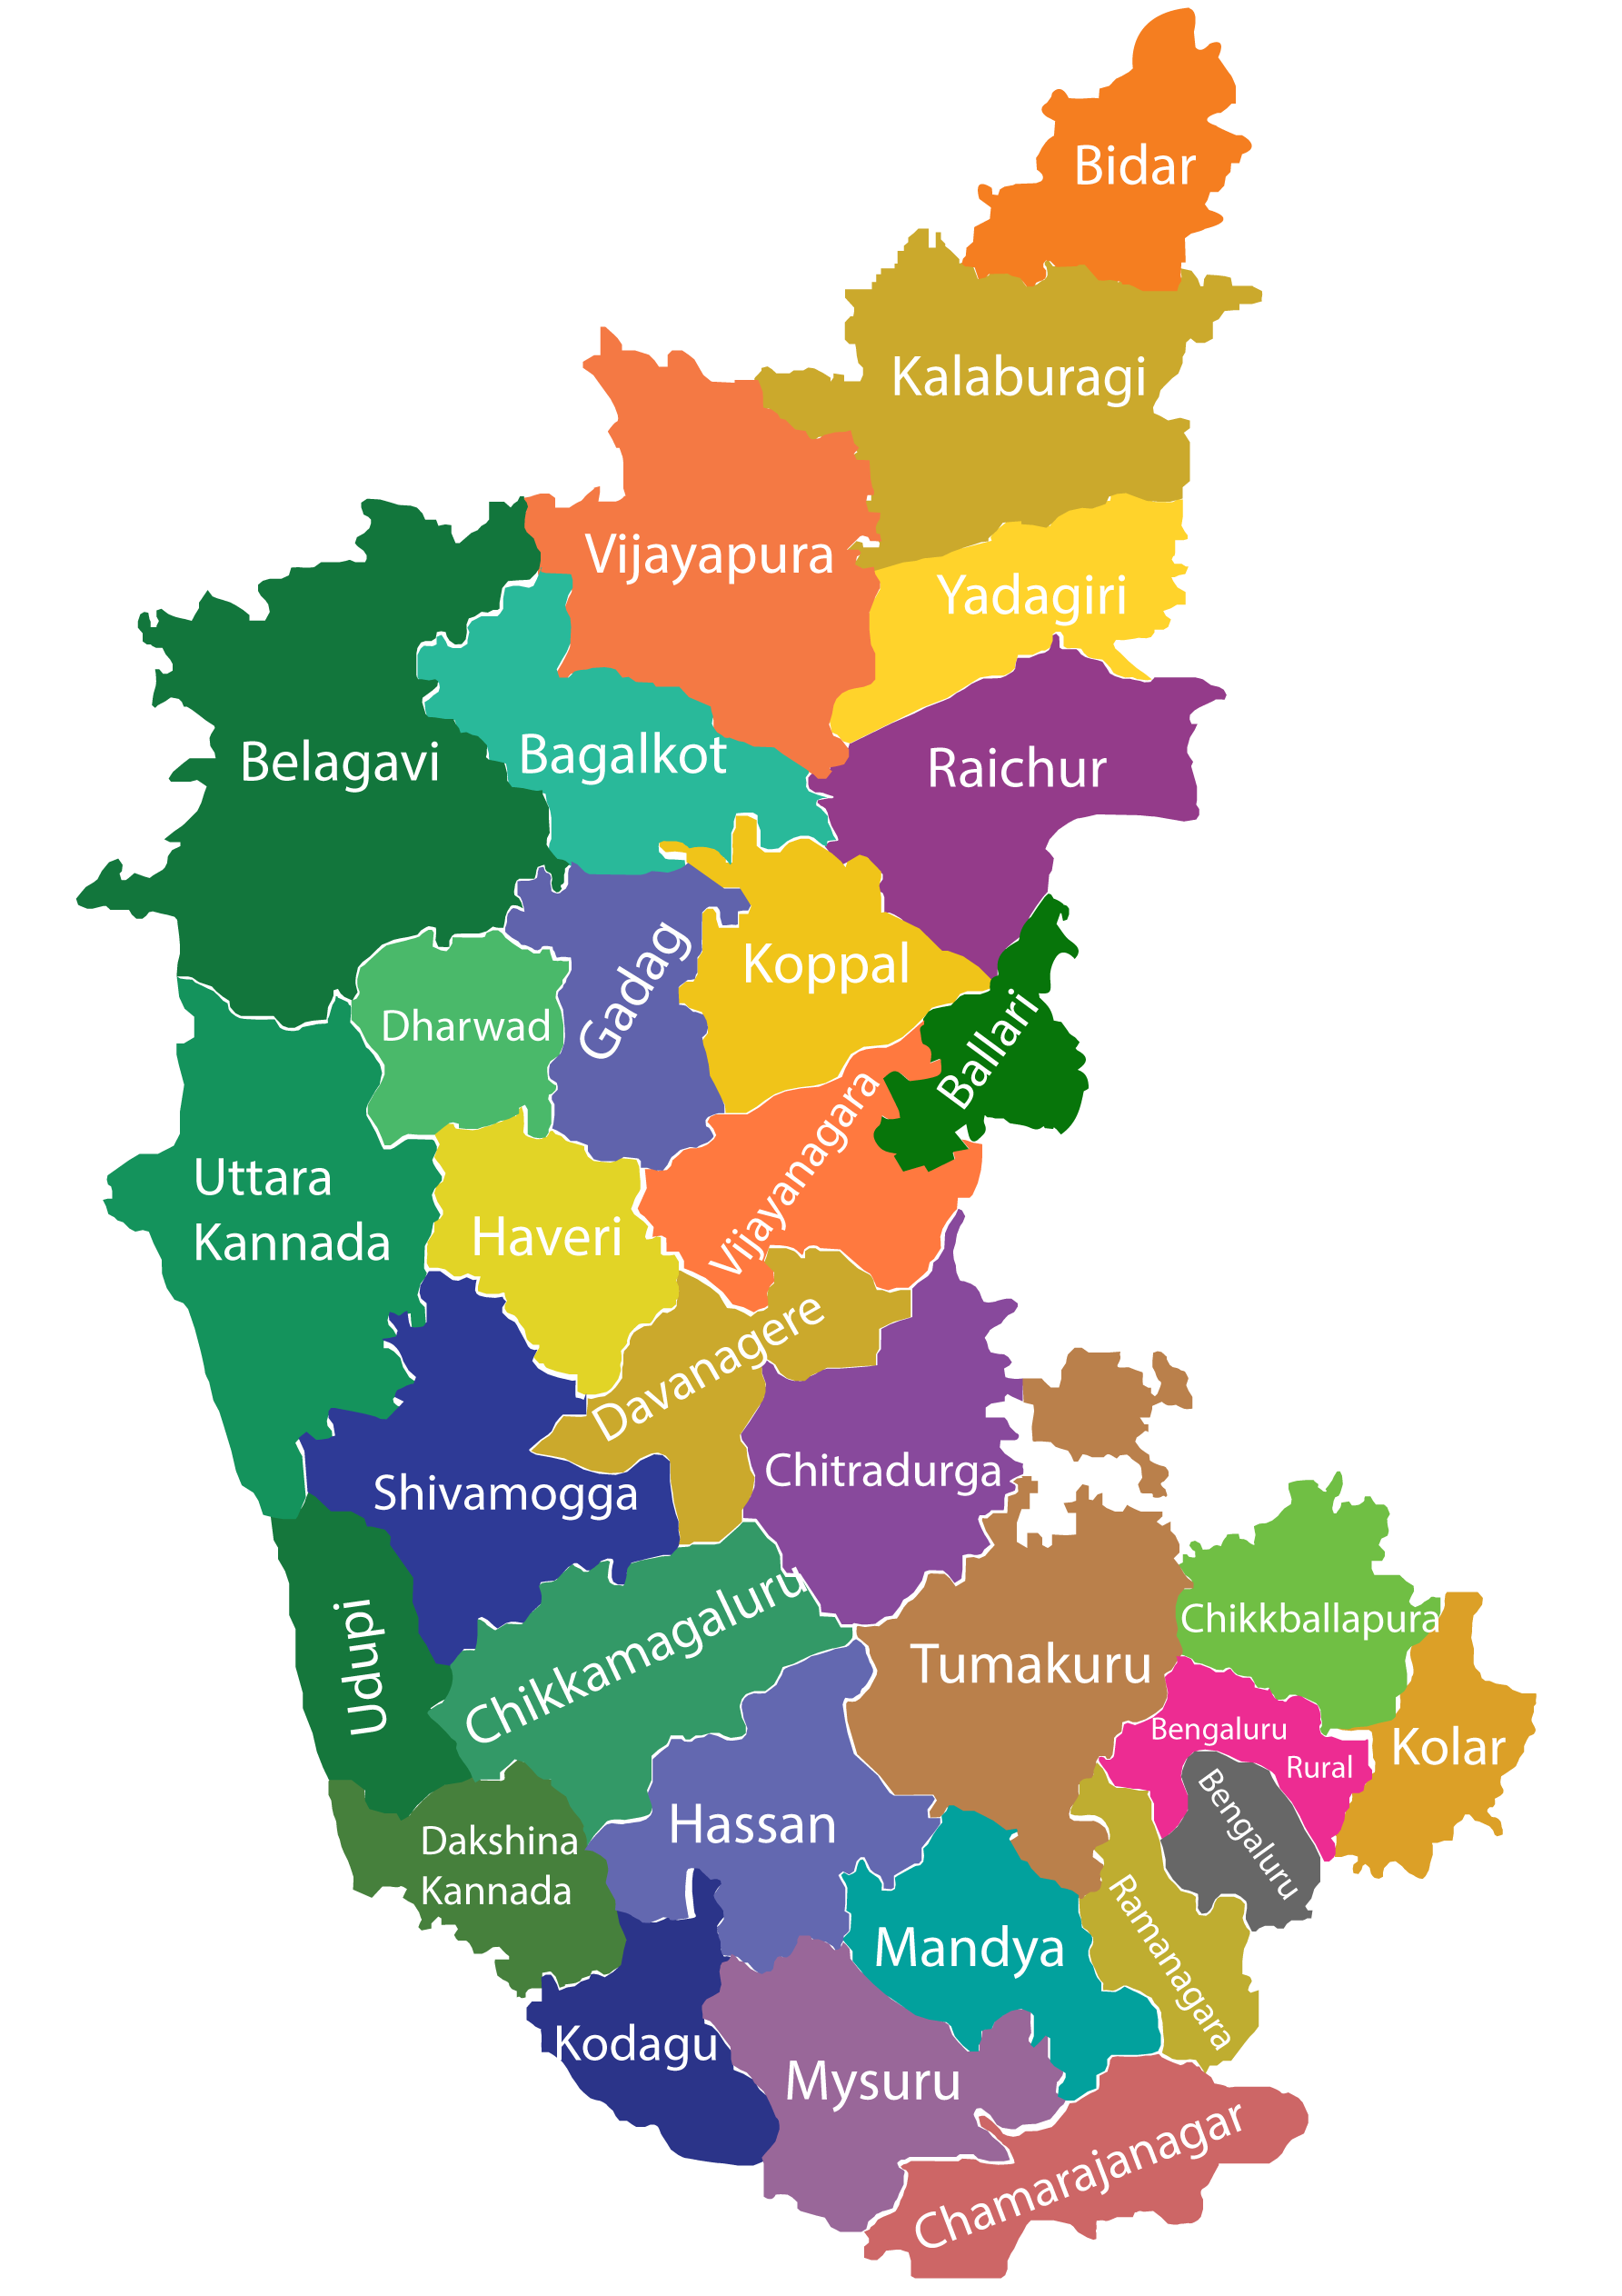 Bidar
Kalaburagi
Vijayapura
Yadagiri
Belagavi
Bagalkot
Raichur
Gadag
Koppal
Dharwad
Ballari
Vijayanagara
Uttara
Kannada
Haveri
Davanagere
Chitradurga
Shivamogga
Chikkballapura
Udupi
Chikkamagaluru
Tumakuru
Bengaluru
Rural
Kolar
Bengaluru
Hassan
Dakshina
Kannada
Ramanagara
Mandya
Kodagu
Mysuru
Chamarajanagar